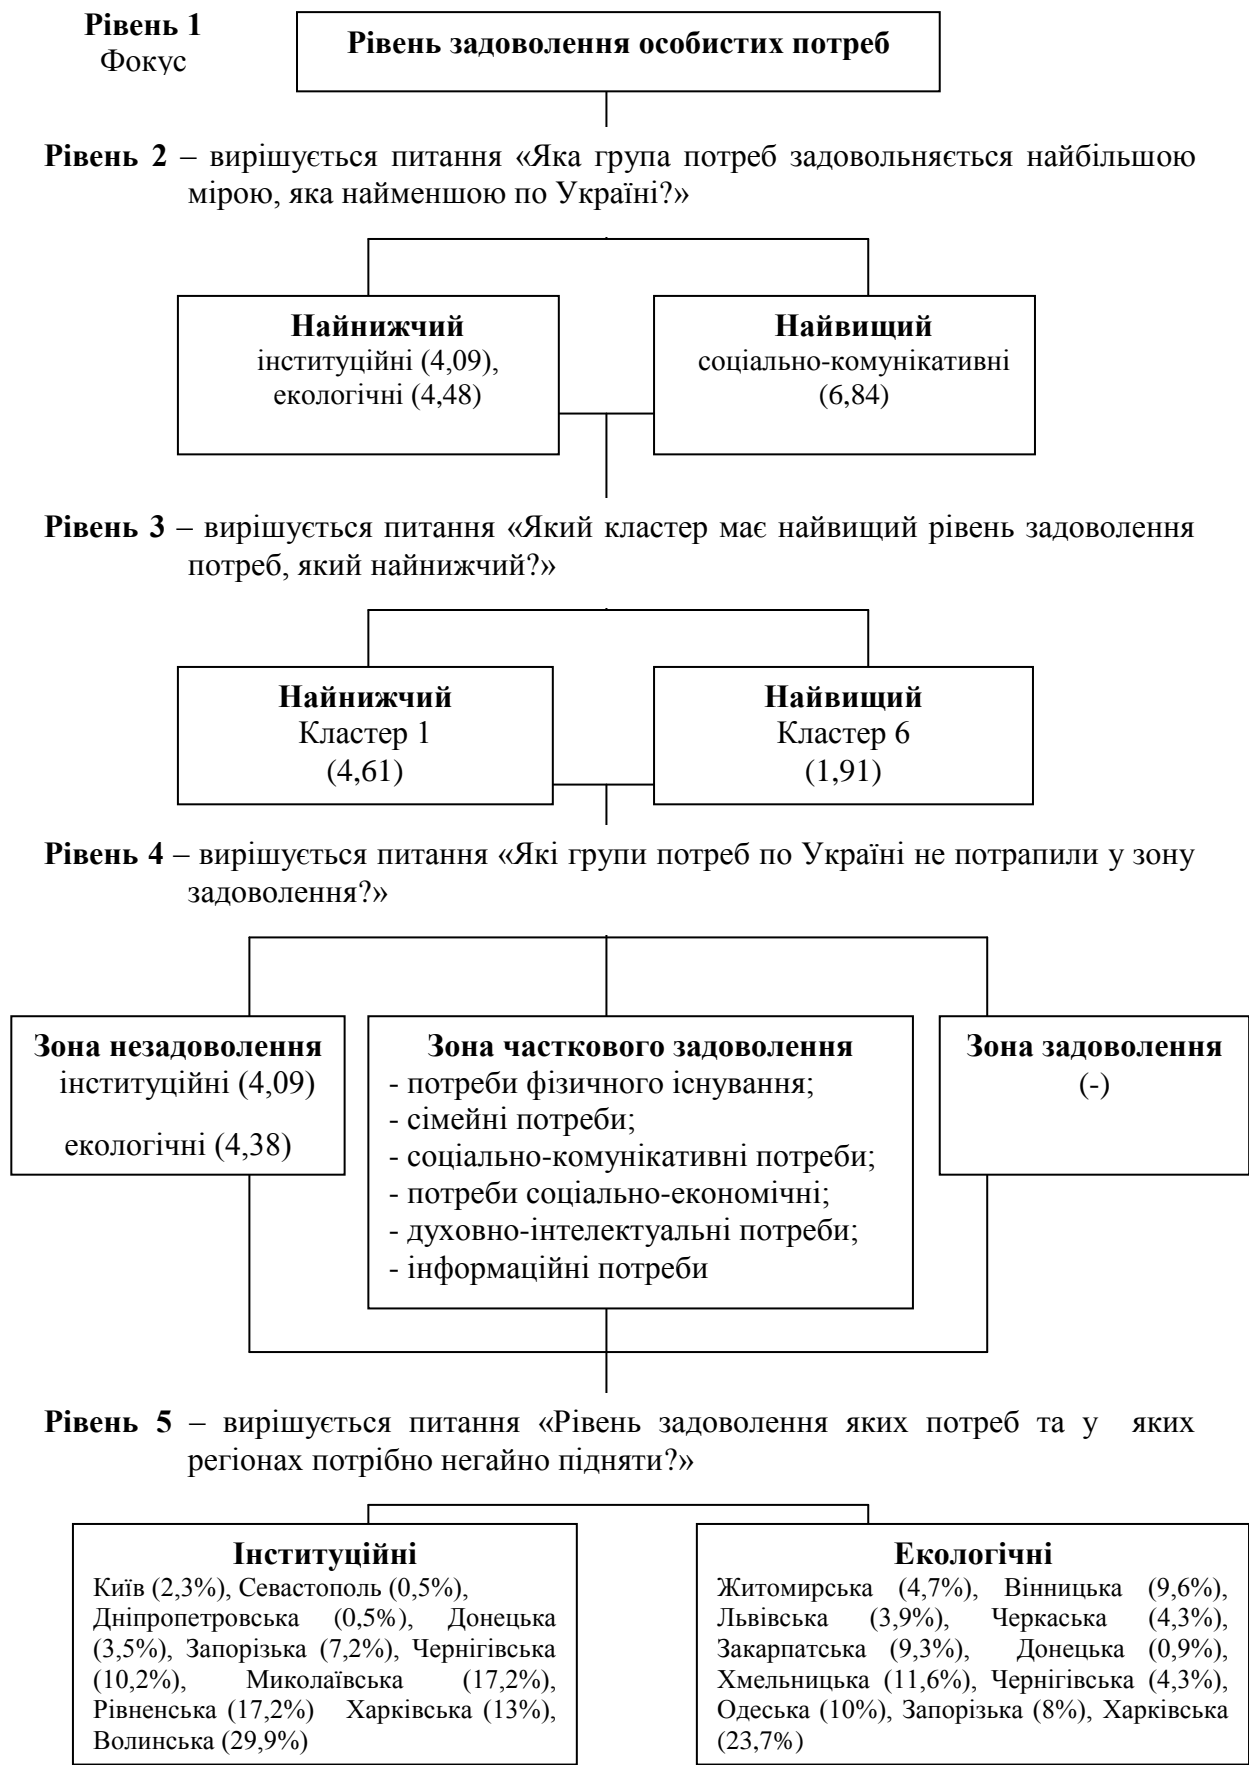 Рівень 1
Фокус
Рівень задоволення особистих потреб
Рівень 2 – вирішується питання «Яка група потреб задовольняється найбільшою
мірою, яка найменшою по Україні?»
Найнижчий
інституційні (4,09),
екологічні (4,48)
Найвищий
соціально-комунікативні
(6,84)
Рівень 3 – вирішується питання «Який кластер має найвищий рівень задоволення
потреб, який найнижчий?»
Найнижчий
Кластер 1
(4,61)
Найвищий
Кластер 6
(1,91)
Рівень 4 – вирішується питання «Які групи потреб по Україні не потрапили у зону
задоволення?»
Зона незадоволення
інституційні (4,09)
екологічні (4,38)
Зона часткового задоволення
- потреби фізичного існування;
- сімейні потреби;
- соціально-комунікативні потреби;
- потреби соціально-економічні;
- духовно-інтелектуальні потреби;
- інформаційні потреби
Зона задоволення
(-)
Рівень 5 – вирішується питання «Рівень задоволення яких потреб та у яких
регіонах потрібно негайно підняти?»
Інституційні
Київ (2,3%), Севастополь (0,5%),
Дніпропетровська (0,5%), Донецька
(3,5%), Запорізька (7,2%), Чернігівська
(10,2%), Миколаївська (17,2%),
Рівненська (17,2%) Харківська (13%),
Волинська (29,9%)
Екологічні
Житомирська (4,7%), Вінницька (9,6%),
Львівська (3,9%), Черкаська (4,3%),
Закарпатська (9,3%), Донецька (0,9%),
Хмельницька (11,6%), Чернігівська (4,3%),
Одеська (10%), Запорізька (8%), Харківська
(23,7%)